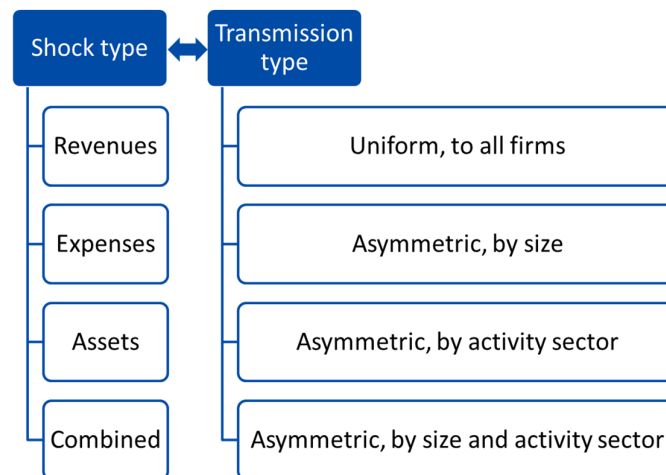 Shock type
Transmission
type
Revenues
Uniform, to all firms
Expenses
Asymmetric, by size
Assets
Asymmetric, by activity sector
Combined
Asymmetric, by size and activity sector